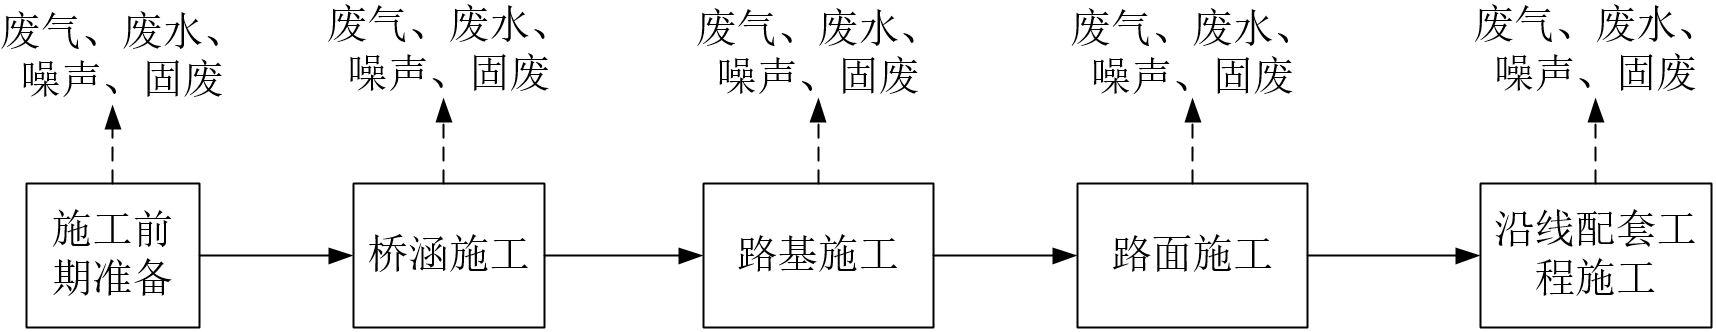 废气、废水、
噪声、固废
废气、废水、
噪声、固废
废气、废水、
噪声、固废
废气、废水、
噪声、固废
废气、废水、
噪声、固废
施工前
期准备
桥涵施工
路基施工
路面施工
沿线配套工
程施工